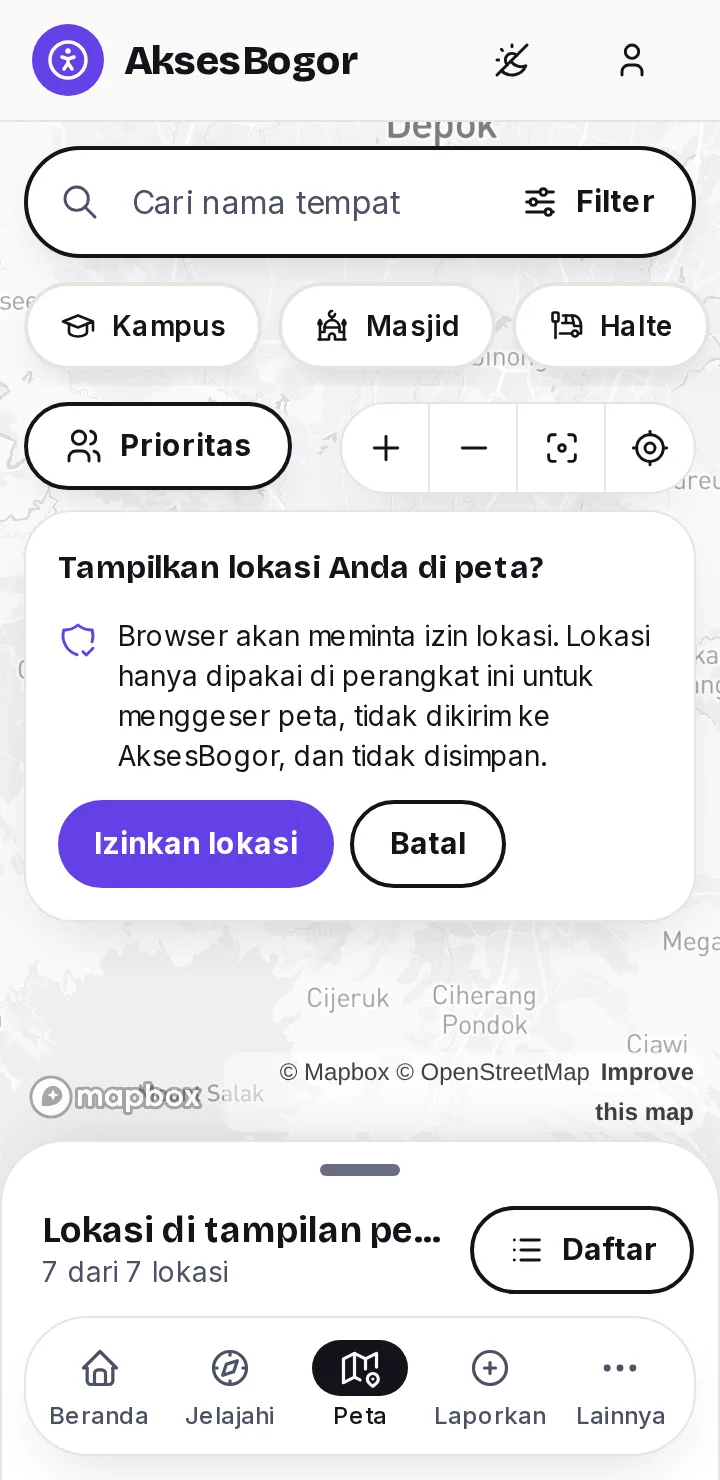 AksesBogor
Depok
Cari nama tempat
Filter
Kampus
Masjid
Halte
Prioritas
Tampilkan lokasi Anda di peta?
Browser akan meminta izin lokasi. Lokasi
hanya dipakai di perangkat ini untuk
menggeser peta, tidak dikirim ke
AksesBogor, dan tidak disimpan.
Izinkan lokasi
Batal
Mega
Cijeruk
Ciherang
Pondok
Ciawi
© Mapbox © OpenStreetMap Improve
this map
mapbox
Salak
Lokasi di tampilan pe...
7 dari 7 lokasi
Daftar
Beranda
Jelajahi
Peta
Laporkan
Lainnya